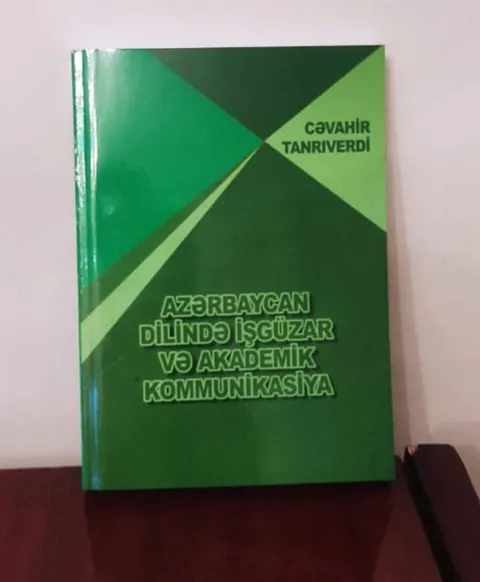 CƏVAHİR
TANRIVERDİ
AZƏRBAYCAN
DİLİNDƏ İŞGÜZAR
VƏ AKADEMİK
KOMMUNİKASİYA